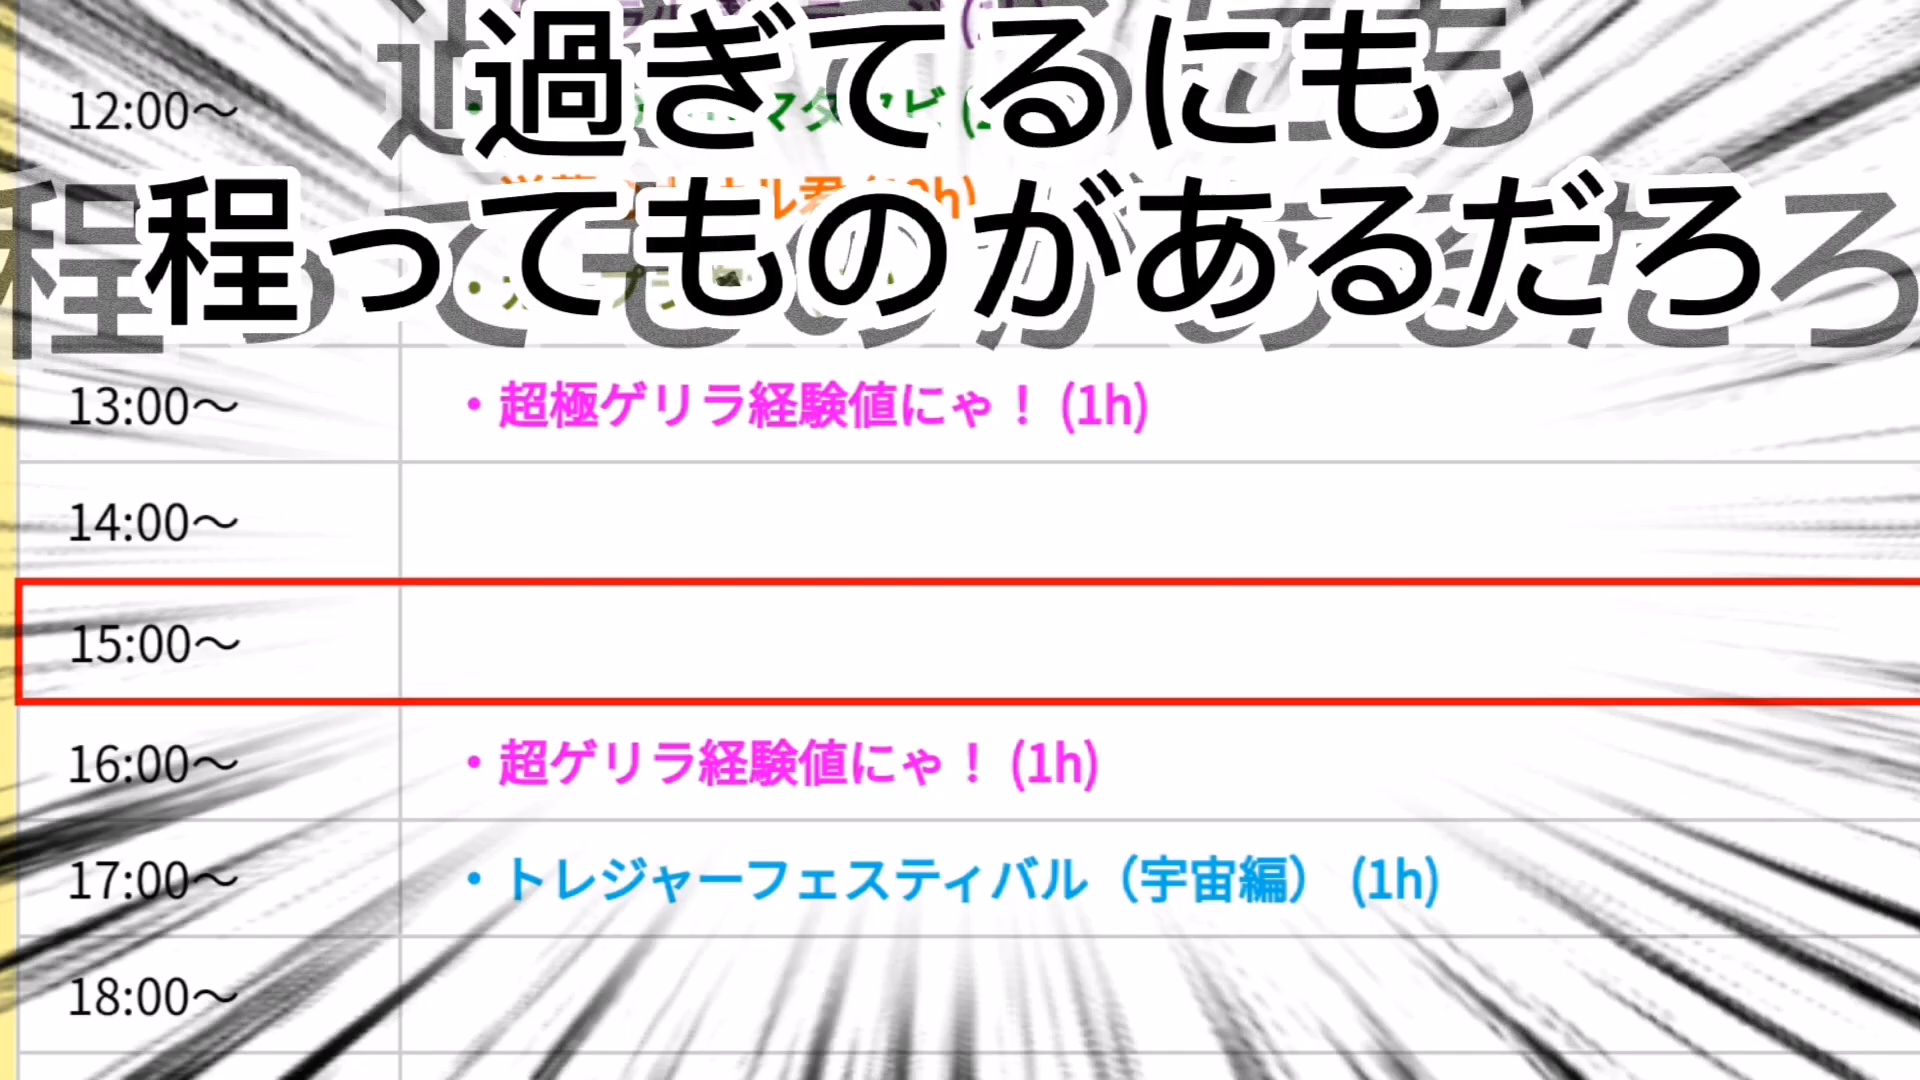 過ぎてるにも
程ってものがあるだろ
12:00～
13:00～ ・超極ゲリラ経験値にゃ！ (1h)
14:00～
15:00～
16:00～ ・超ゲリラ経験値にゃ！ (1h)
17:00～ ・トレジャーフェスティバル（宇宙編） (1h)
18:00～